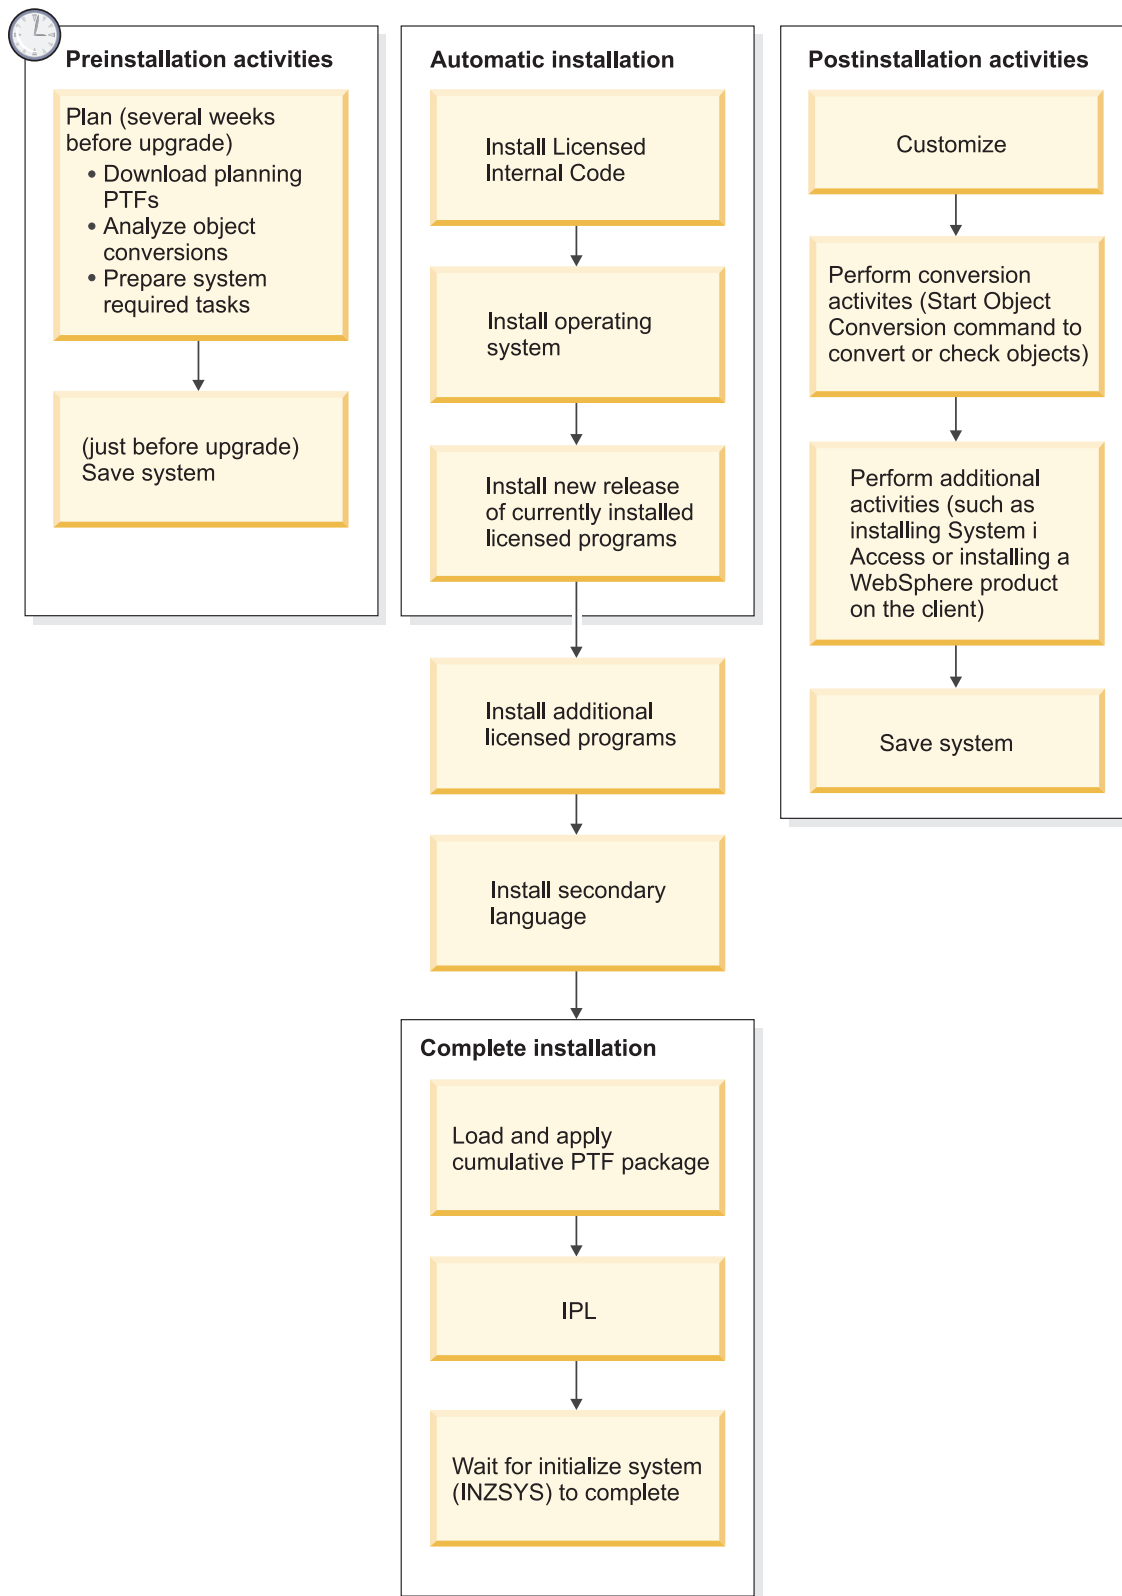 Preinstallation activities
Plan (several weeks
before upgrade)
• Download planning
PTFs
• Analyze object
conversions
• Prepare system
required tasks
(just before upgrade)
Save system
Automatic installation
Install Licensed
Internal Code
Install operating
system
Install new release
of currently installed
licensed programs
Install additional
licensed programs
Install secondary
language
Complete installation
Load and apply
cumulative PTF package
IPL
Wait for initialize system
(INZSYS) to complete
Postinstallation activities
Customize
Perform conversion
activites (Start Object
Conversion command to
convert or check objects)
Perform additional
activities (such as
installing System i
Access or installing a
WebSphere product
on the client)
Save system